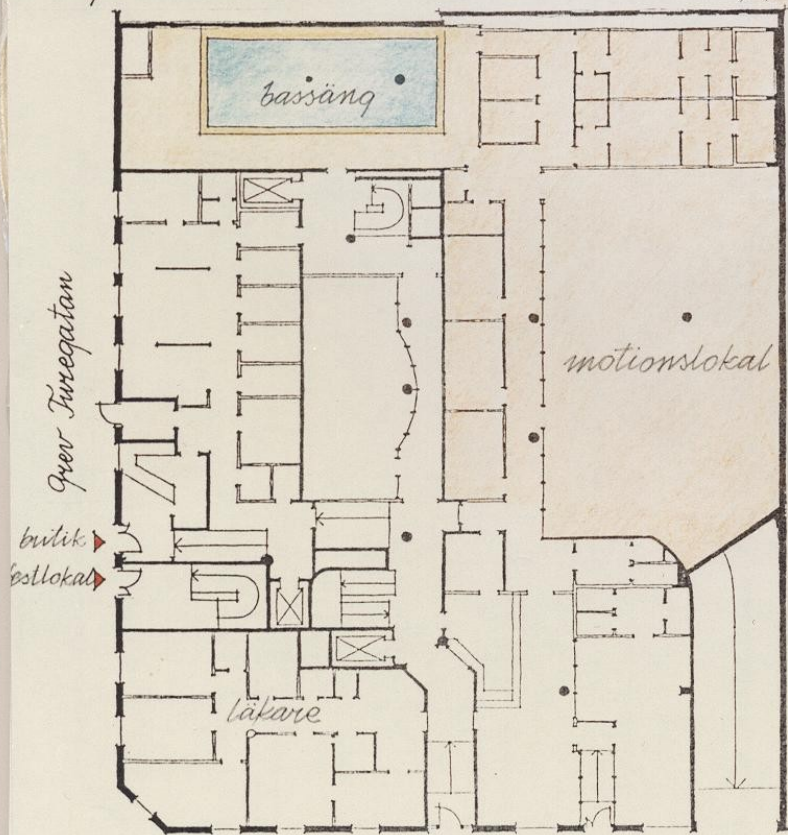 bassäng
motionslokal
Grev Turegatan
butik
festlokal
läkare